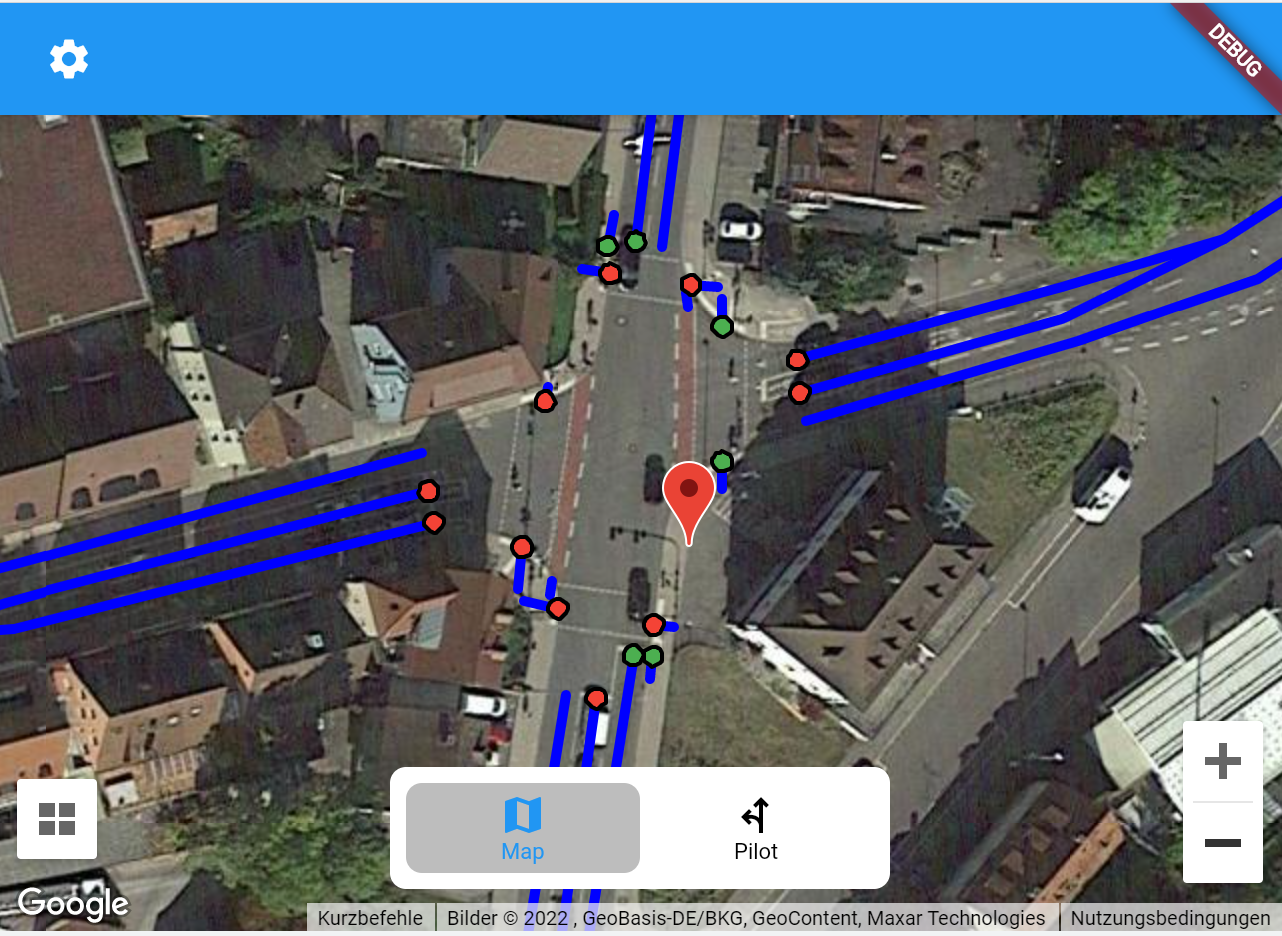 DEBUG
Map
Pilot
Google
Kurzbefehle
Bilder © 2022 , GeoBasis-DE/BKG, GeoContent, Maxar Technologies
Nutzungsbedingungen